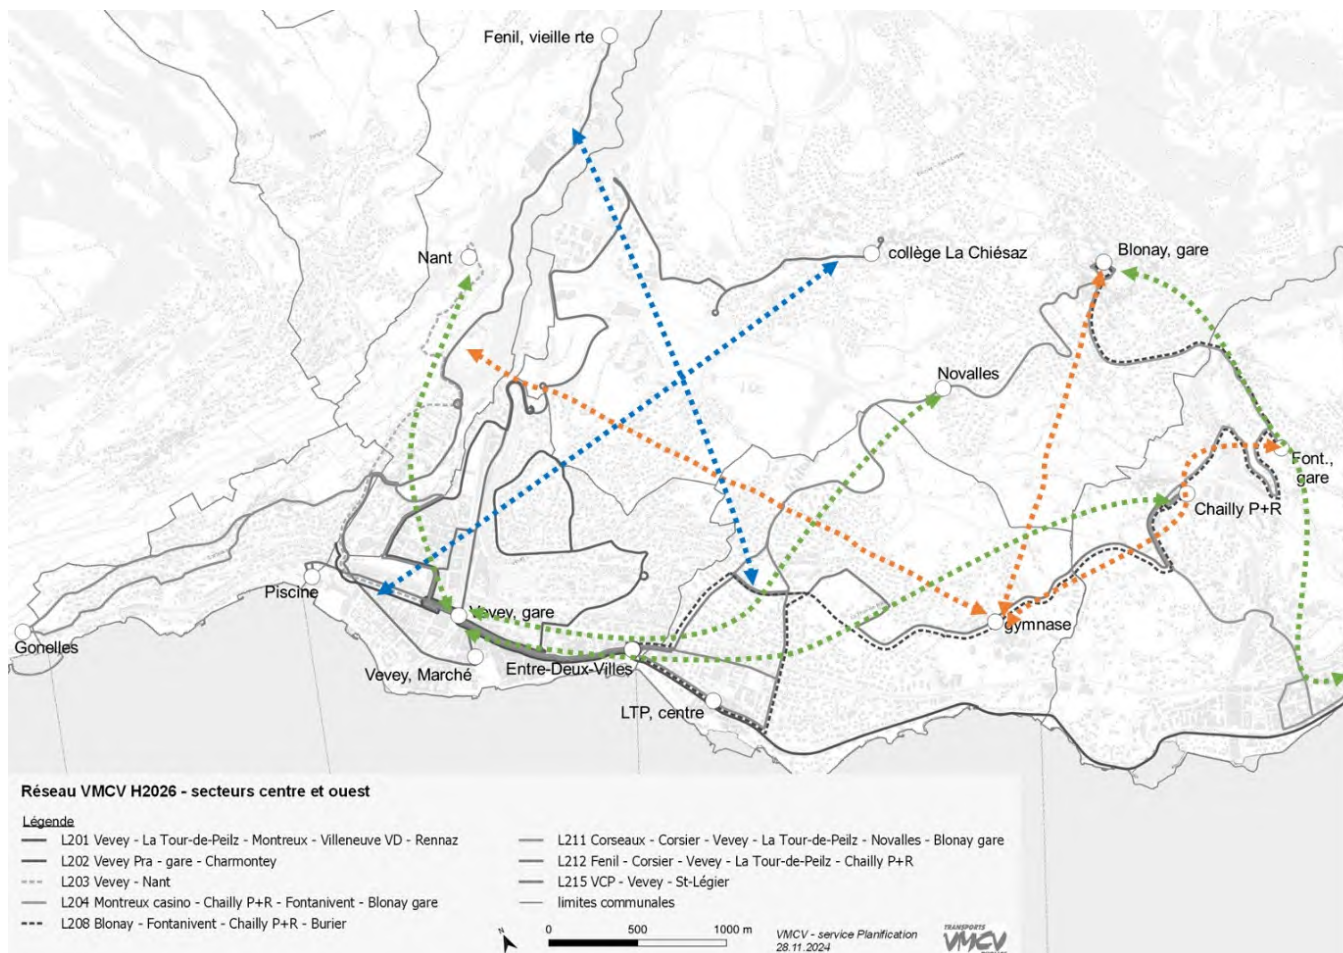 Fenil, vieille rte
Nant
collège La Chiésaz
Blonay, gare
Novalles
Font.,
gare
Chailly P+R
Piscine
Vevey, gare
gymnase
Gonelles
Vevey, Marché
Entre-Deux-Villes
LTP, centre
Réseau VMCV H2026 - secteurs centre et ouest
Légende
L201 Vevey - La Tour-de-Peilz - Montreux - Villeneuve VD - Rennaz
L202 Vevey Pra - gare - Charmontey
L203 Vevey - Nant
L204 Montreux casino - Chailly P+R - Fontanivent - Blonay gare
L208 Blonay - Fontanivent - Chailly P+R - Burier
L211 Corseaux - Corsier - Vevey - La Tour-de-Peilz - Novalles - Blonay gare
L212 Fenil - Corsier - Vevey - La Tour-de-Peilz - Chailly P+R
L215 VCP - Vevey - St-Légier
limites communales
N
0 500 1000 m
VMCV - service Planification
28.11.2024
TRANSPORTS
VMCV